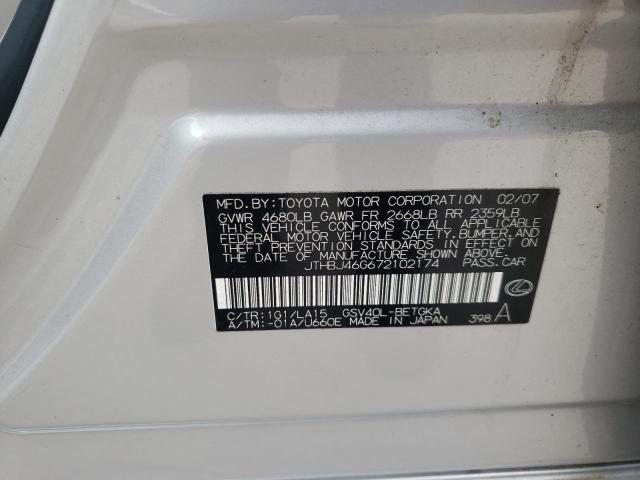 MFD.BY:TOYOTA MOTOR CORPORATION 02/07
GVWR 4680LB GAWR FR 2668LB RR 2359LB
THIS VEHICLE CONFORMS TO ALL APPLICABLE
FEDERAL MOTOR VEHICLE SAFETY,BUMPER,AND
THEFT PREVENTION STANDARDS IN EFFECT ON
THE DATE OF MANUFACTURE SHOWN ABOVE.
JTHBJ46G672102174 PASS.CAR
C/TR:1G1/LA15 GSV40L-BETGKA
A/TM:-01A/U660E MADE IN JAPAN 398 A